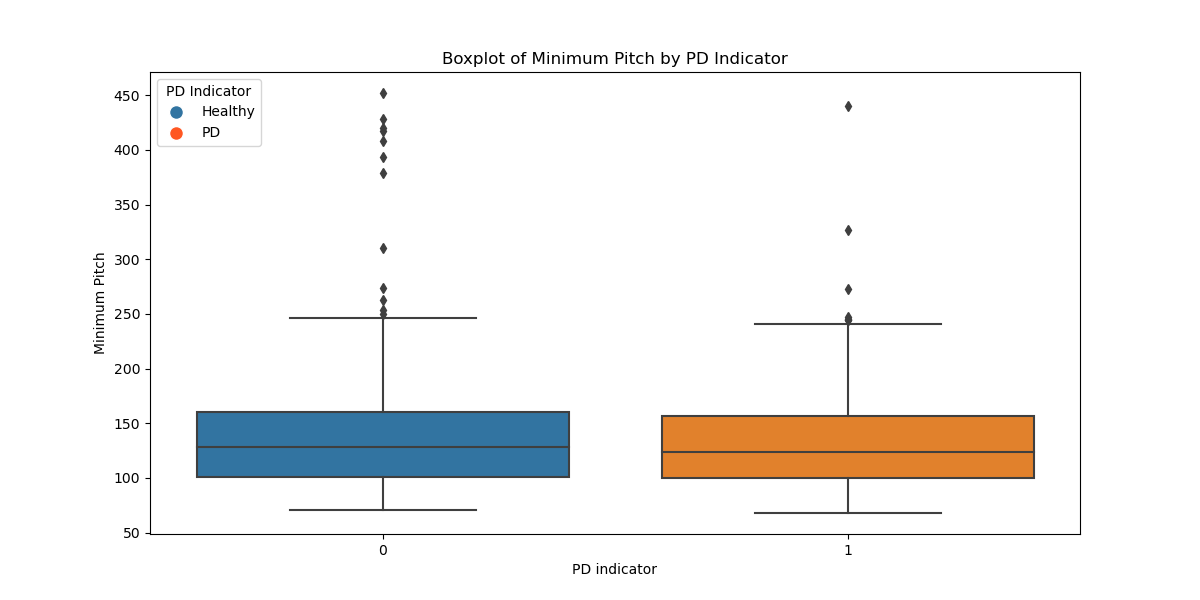 Boxplot of Minimum Pitch by PD Indicator
PD Indicator
Healthy
PD
Minimum Pitch
450
400
350
300
250
200
150
100
50
0
1
PD indicator